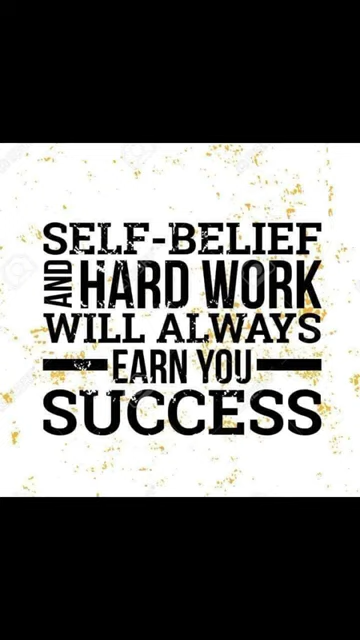 SELF-BELIEF
AND HARD WORK
WILL ALWAYS
EARN YOU
SUCCESS